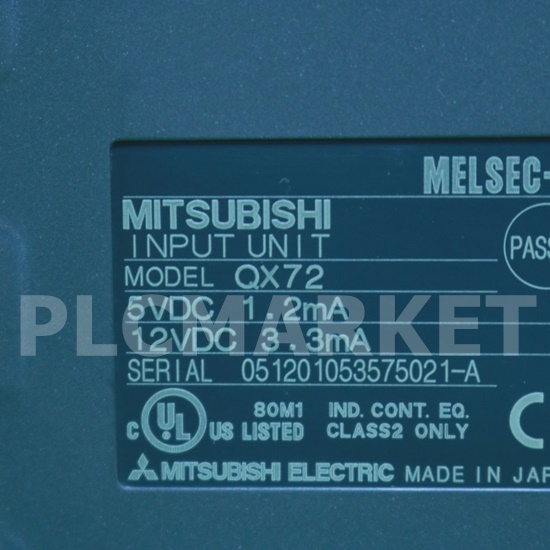 MELSEC-
MITSUBISHI
INPUT UNIT
PASS
MODEL QX72
5VDC 1.2mA
PLCMARKET
12VDC 3.3mA
SERIAL 051201053575021-A
C UL US LISTED 80M1 IND. CONT. EQ.
CLASS2 ONLY
MITSUBISHI ELECTRIC MADE IN JAP